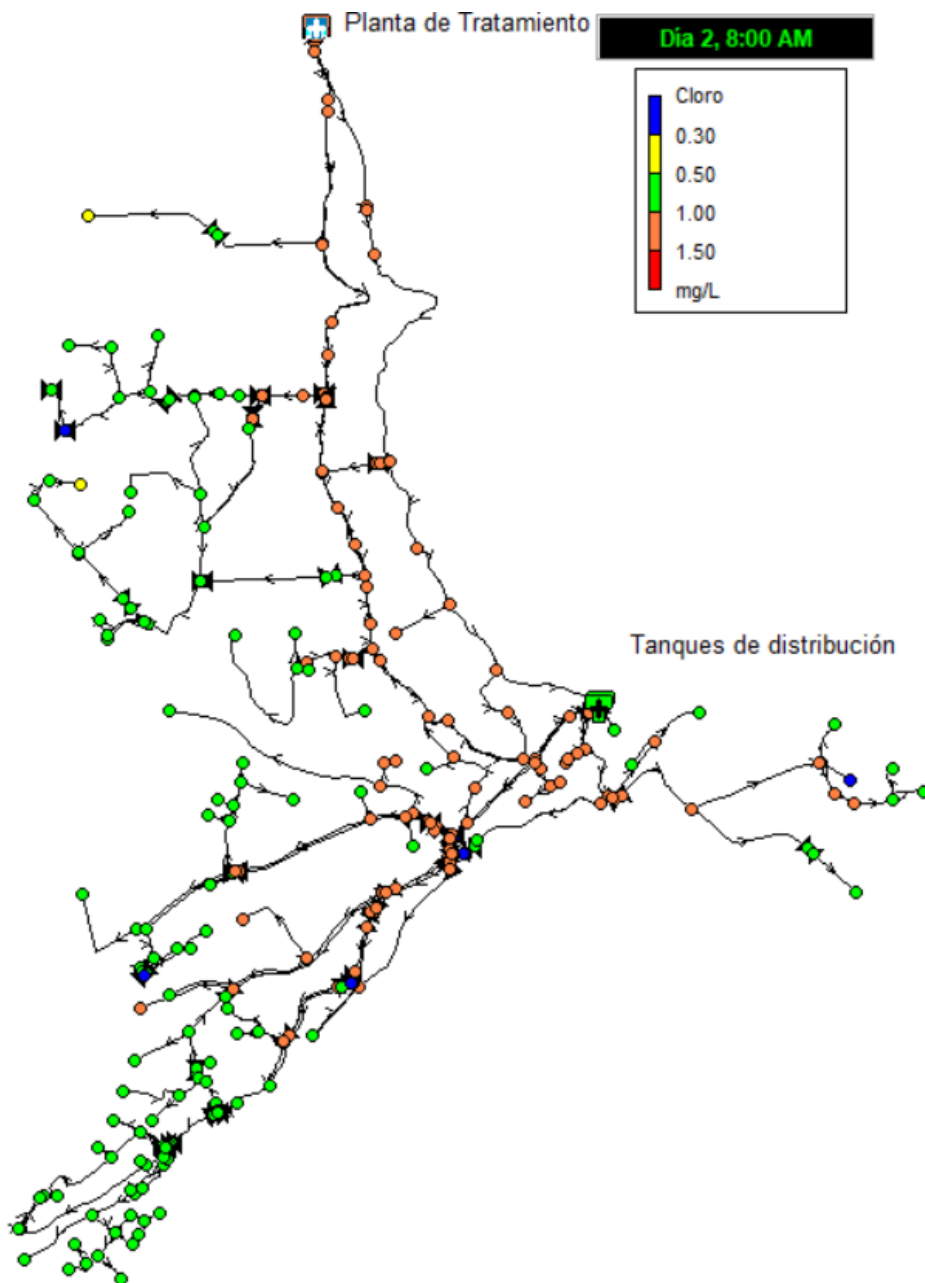 Planta de Tratamiento
Día 2, 8:00 AM
Cloro
0.30
0.50
1.00
1.50
mg/L
Tanques de distribución